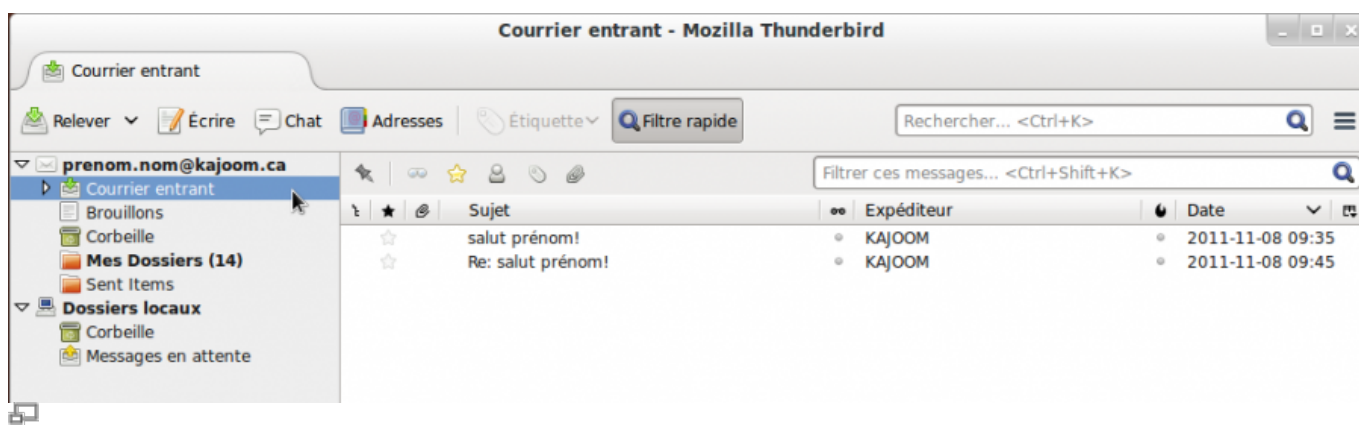 Courrier entrant - Mozilla Thunderbird
Courrier entrant
Relever Écrire Chat Adresses Étiquette Filtre rapide Rechercher... <Ctrl+K>
prenom.nom@kajoom.ca
Filtrer ces messages... <Ctrl+Shift+K>
Courrier entrant
Brouillons
Corbeille
Mes Dossiers (14)
Sent Items
Dossiers locaux
Corbeille
Messages en attente
Sujet Expéditeur Date
salut prénom! KAJOOM 2011-11-08 09:35
Re: salut prénom! KAJOOM 2011-11-08 09:45